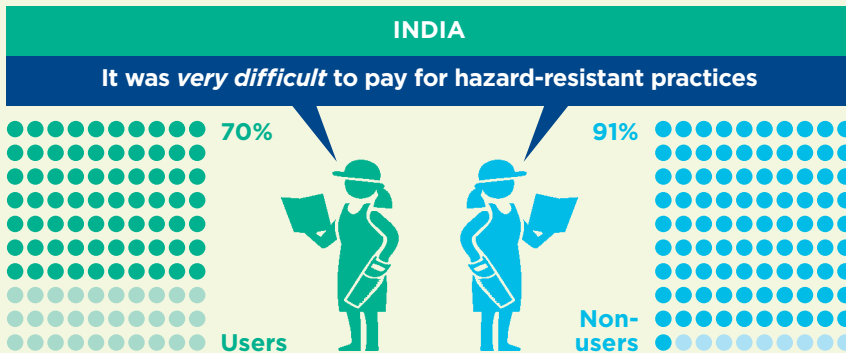 INDIA
It was very difficult to pay for hazard-resistant practices
70%
91%
Users
Non-
users